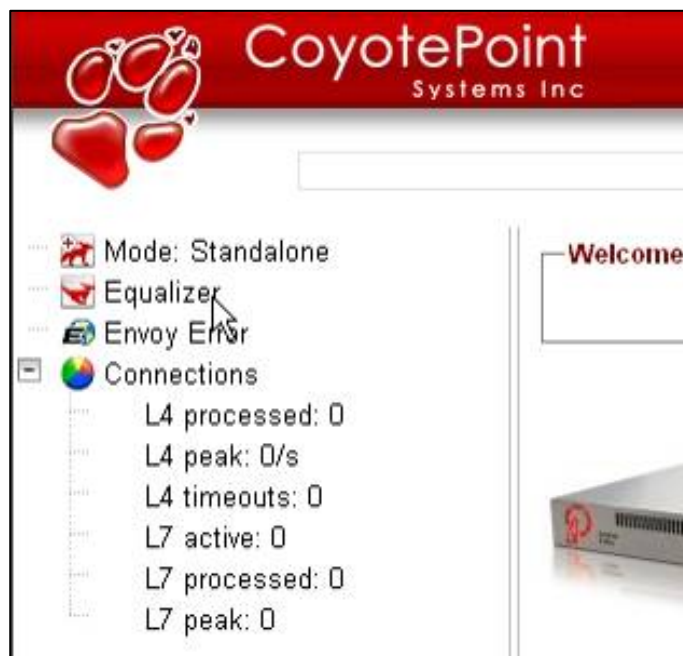 CoyotePoint
Systems Inc
Mode: Standalone
Equalizer
Envoy Error
Connections
L4 processed: 0
L4 peak: 0/s
L4 timeouts: 0
L7 active: 0
L7 processed: 0
L7 peak: 0
Welcome